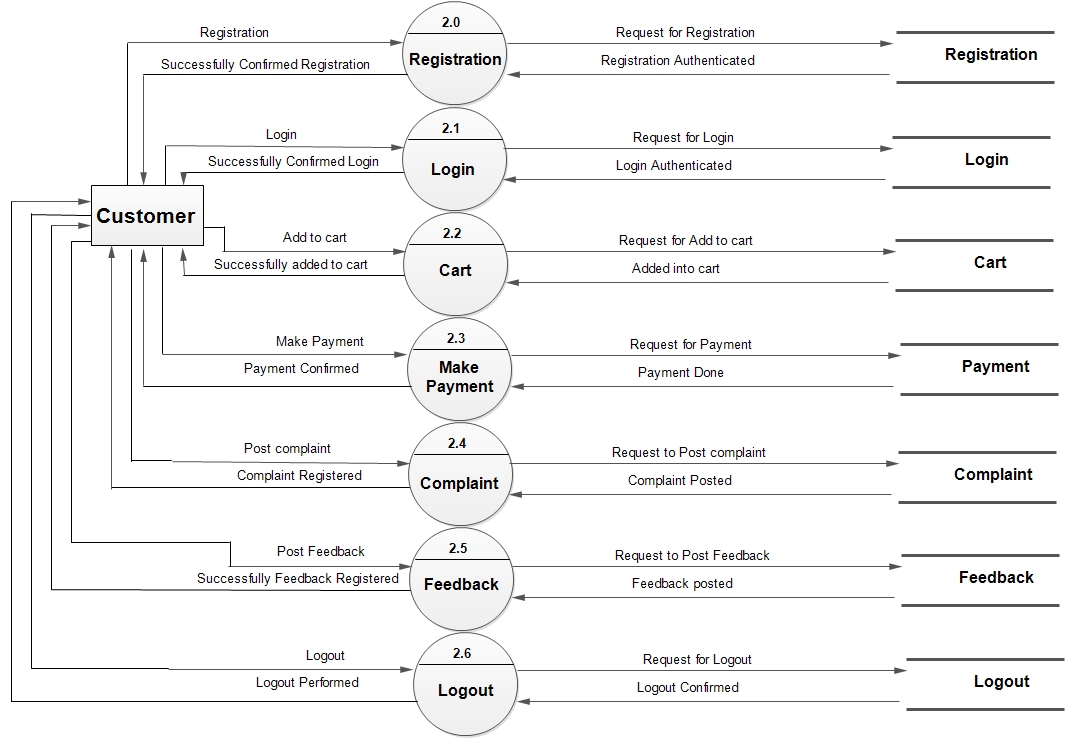 2.0
Registration
Request for Registration
Registration
Registration
Successfully Confirmed Registration
Registration Authenticated
2.1
Login
Request for Login
Login
Login
Successfully Confirmed Login
Login Authenticated
Customer
2.2
Add to cart
Request for Add to cart
Cart
Cart
Successfully added to cart
Added into cart
2.3
Make Payment
Request for Payment
Make
Payment
Payment
Payment Confirmed
Payment Done
2.4
Post complaint
Request to Post complaint
Complaint
Complaint
Complaint Registered
Complaint Posted
2.5
Post Feedback
Request to Post Feedback
Feedback
Feedback
Successfully Feedback Registered
Feedback posted
2.6
Logout
Request for Logout
Logout
Logout
Logout Performed
Logout Confirmed